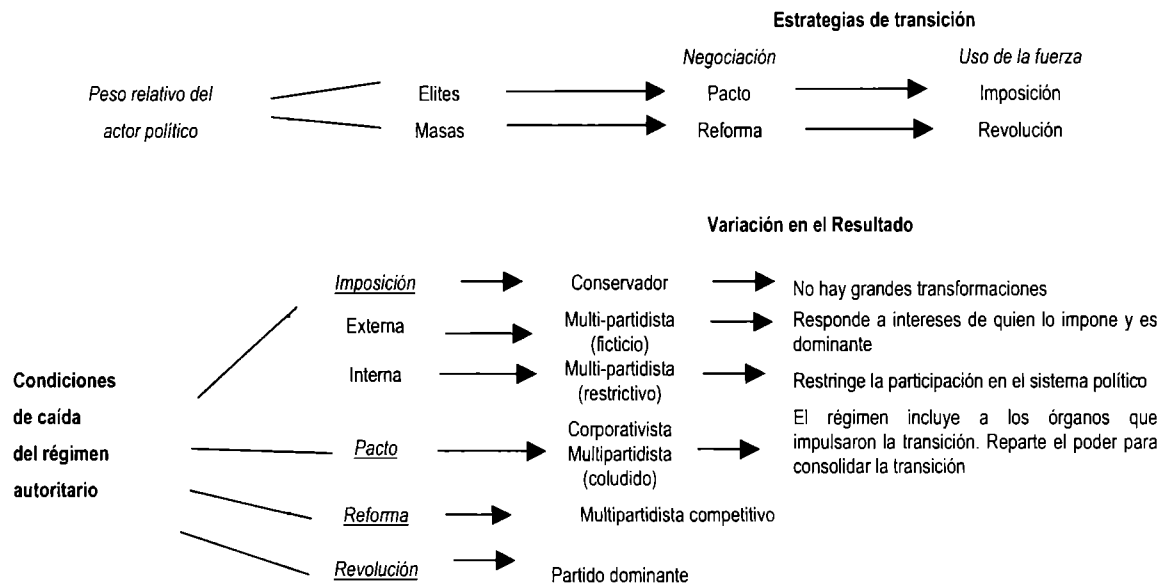 Estrategias de transición
Negociación Uso de la fuerza
Peso relativo del
actor político
Elites Pacto Imposición
Masas Reforma Revolución
Variación en el Resultado
Condiciones
de caída
del régimen
autoritario
Imposición Conservador No hay grandes transformaciones
Externa Multi-partidista
(ficticio)
Responde a intereses de quien lo impone y es
dominante
Interna Multi-partidista
(restrictivo)
Restringe la participación en el sistema político
Pacto Corporativista
Multipartidista
(coludido)
El régimen incluye a los órganos que
impulsaron la transición. Reparte el poder para
consolidar la transición
Reforma Multipartidista competitivo
Revolución Partido dominante